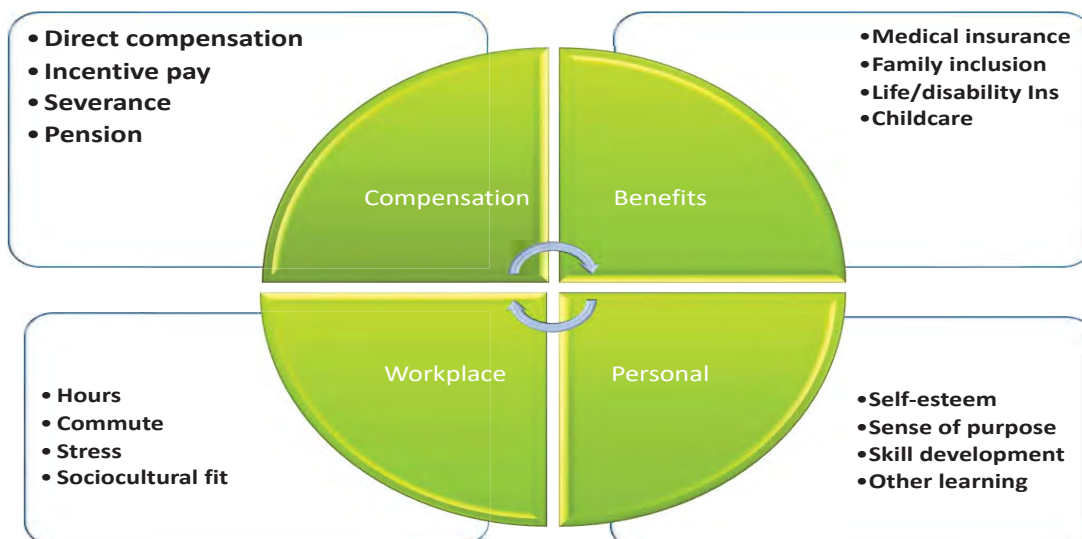 • Direct compensation
• Incentive pay
• Severance
• Pension
• Medical insurance
• Family inclusion
• Life/disability Ins
• Childcare
Compensation
Benefits
Workplace
Personal
• Hours
• Commute
• Stress
• Sociocultural fit
• Self-esteem
• Sense of purpose
• Skill development
• Other learning